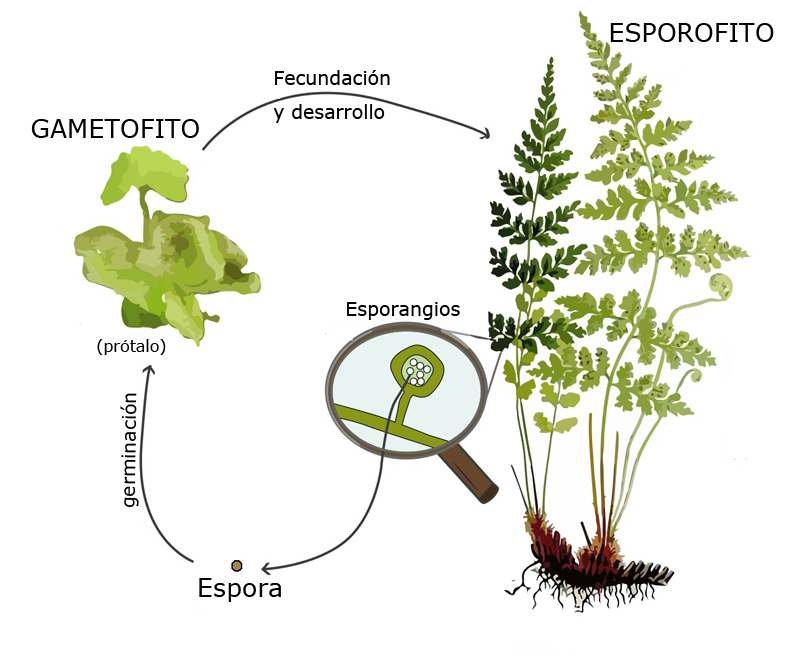 ESPOROFITO
Fecundación
y desarrollo
GAMETOFITO
Esporangios
(prótalo)
germinación
Espora